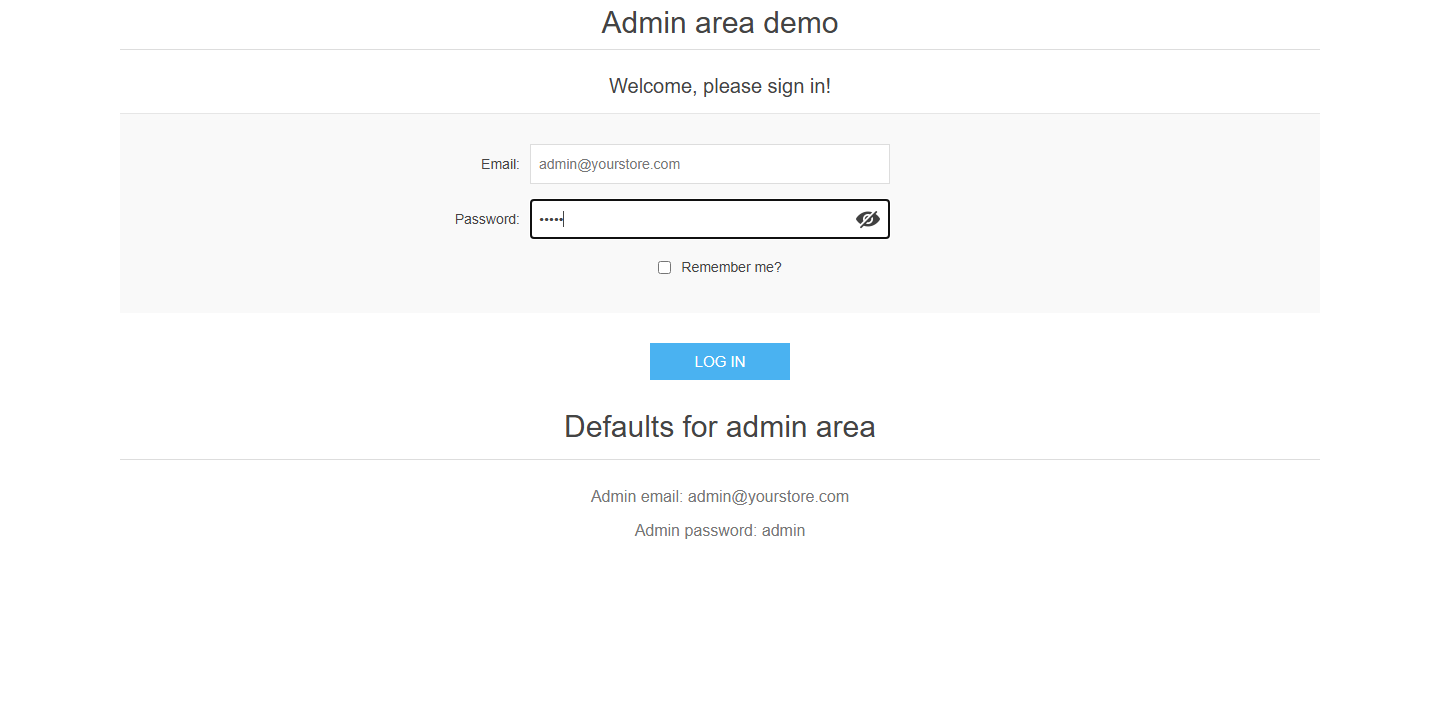 Admin area demo
Welcome, please sign in!
Email: admin@yourstore.com
Password: •••••
Remember me?
LOG IN
Defaults for admin area
Admin email: admin@yourstore.com
Admin password: admin